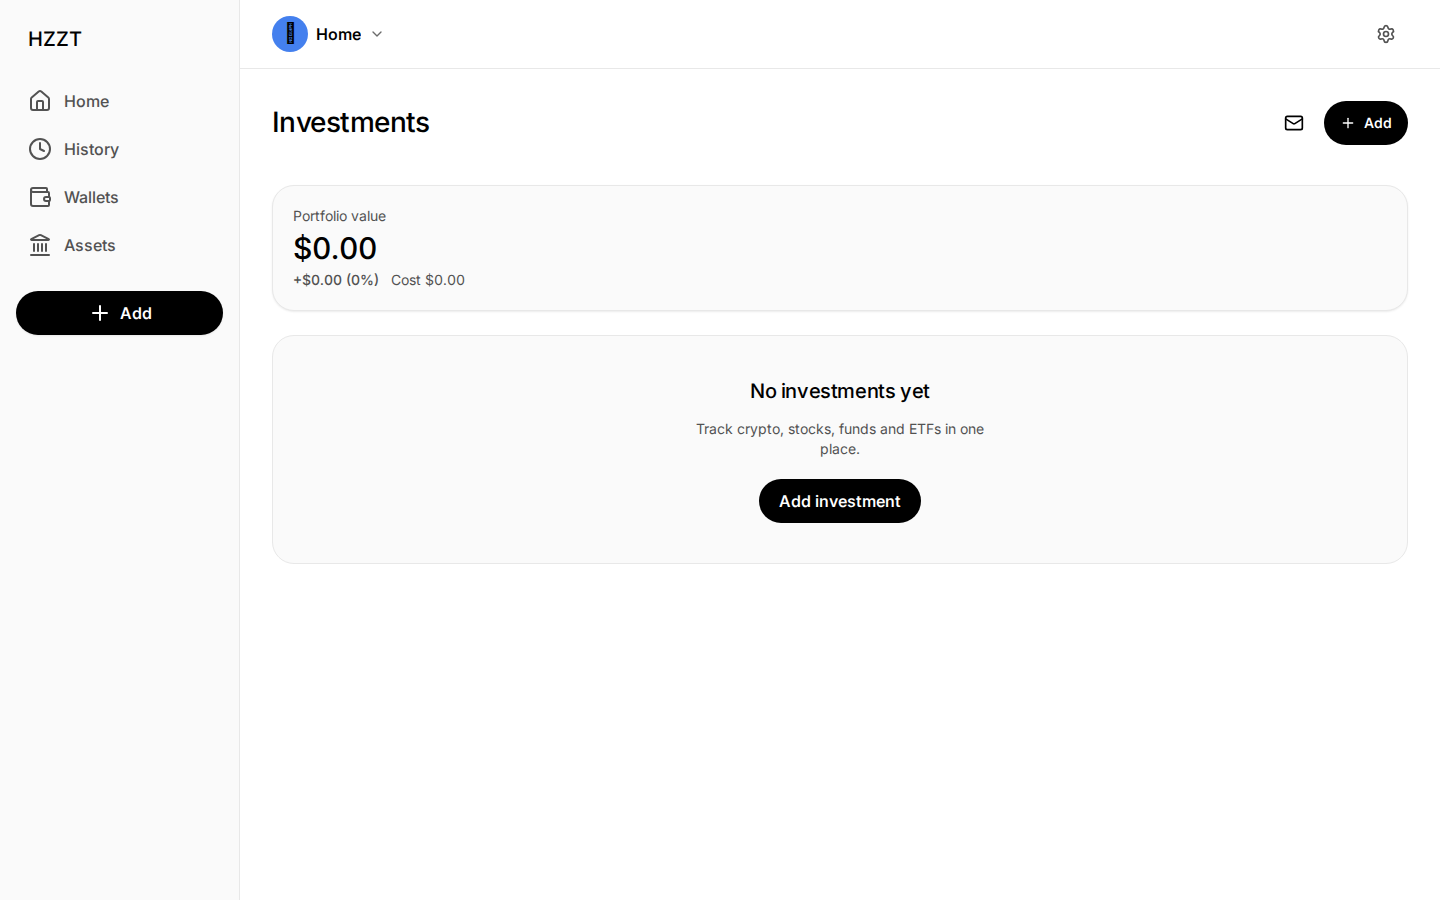 HZZT
Home
History
Wallets
Assets
Add
Home
Investments
Add
Portfolio value
$0.00
+$0.00 (0%) Cost $0.00
No investments yet
Track crypto, stocks, funds and ETFs in one
place.
Add investment